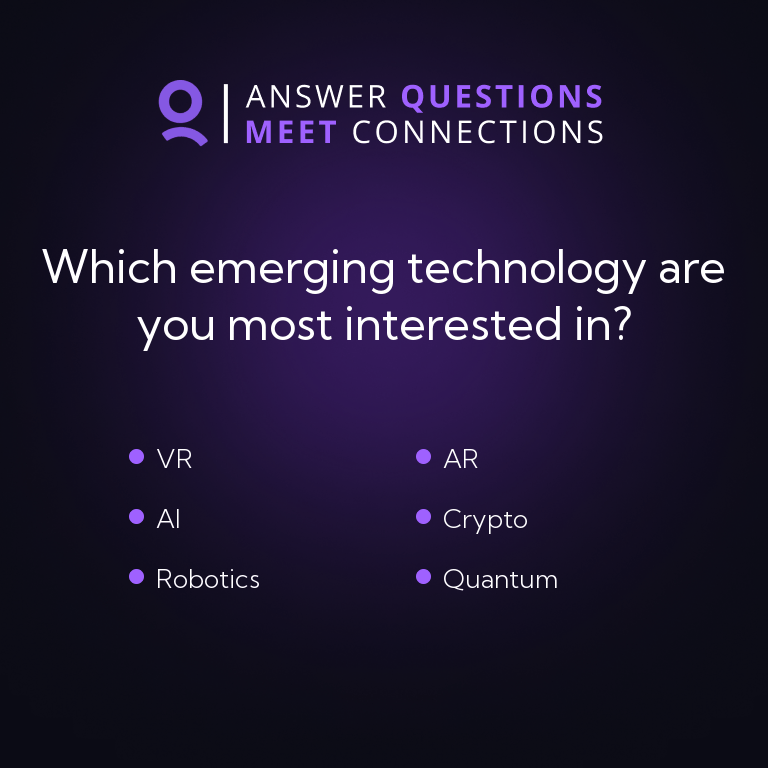 ANSWER QUESTIONS
MEET CONNECTIONS
Which emerging technology are
you most interested in?
VR
AI
Robotics
AR
Crypto
Quantum